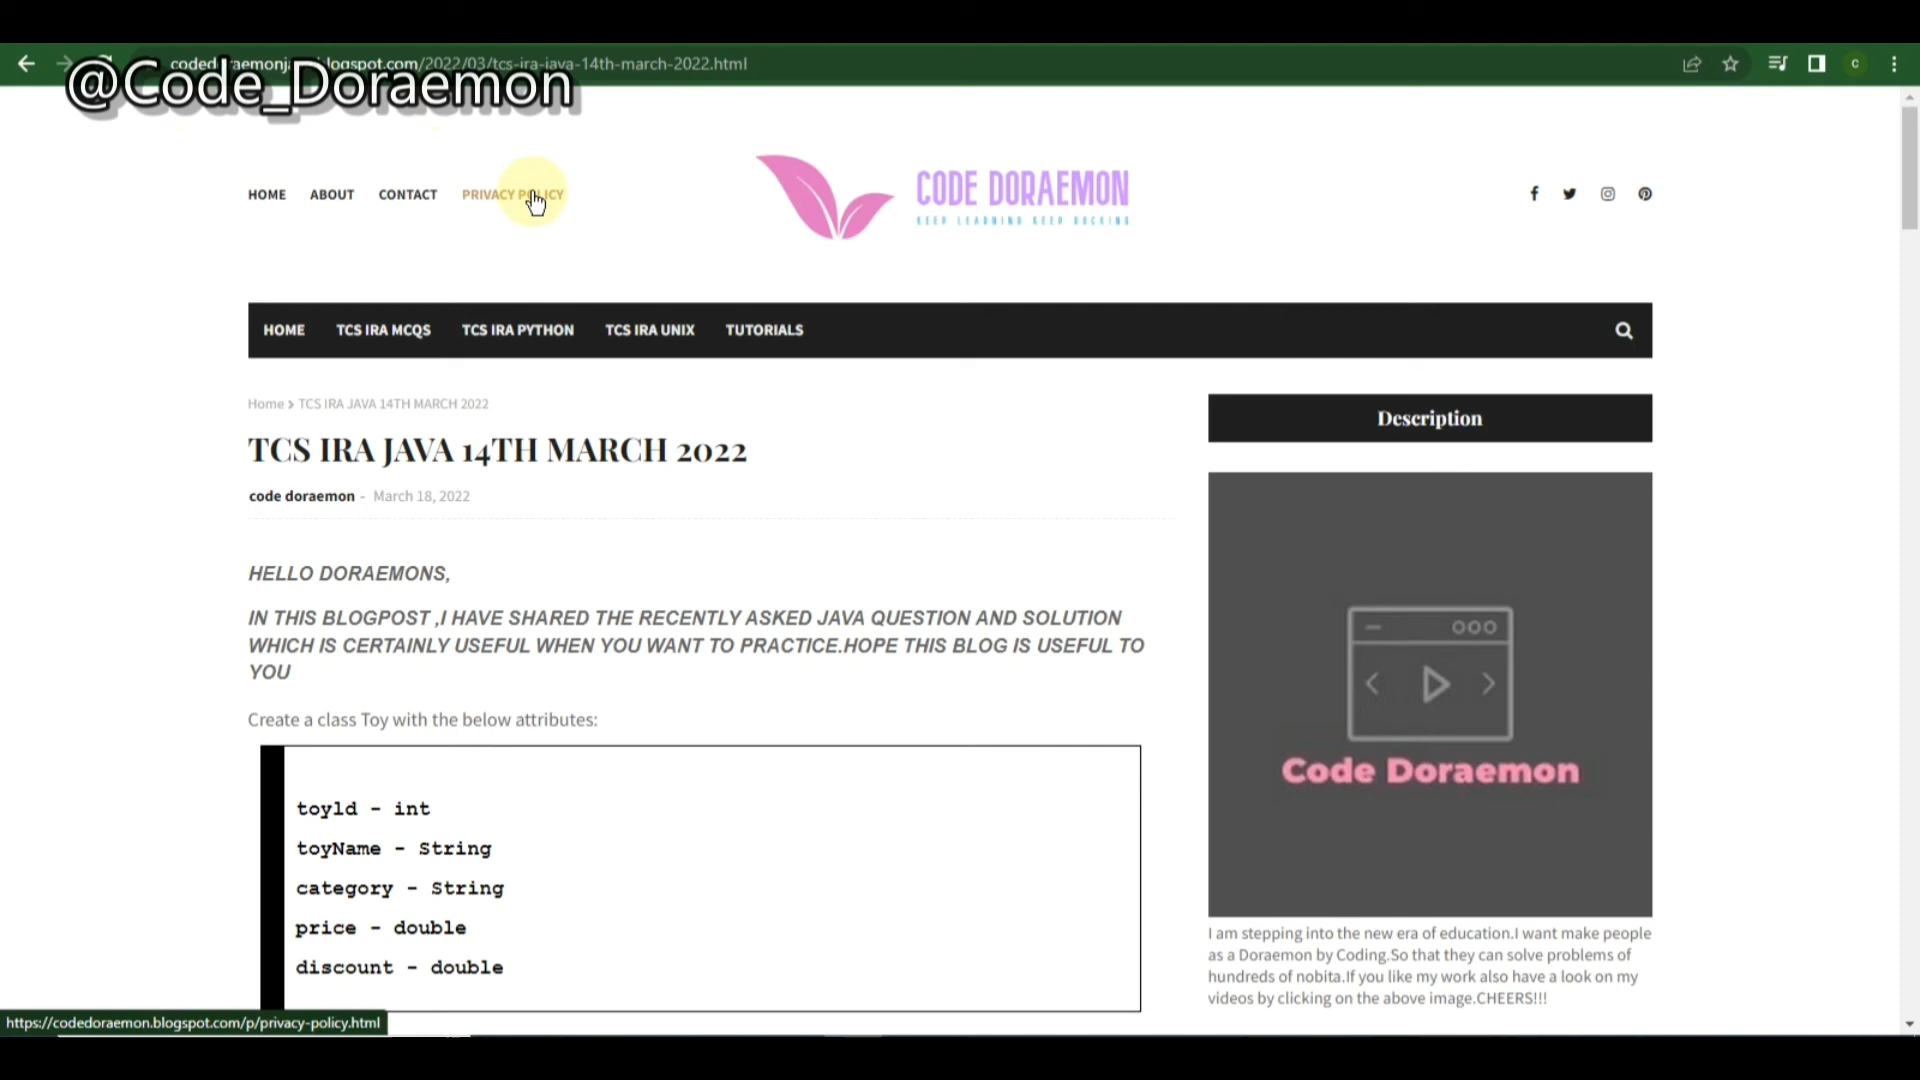 codedoraemonja blogspot.com/2022/03/tcs-ira-java-14th-march-2022.html
@Code_Doraemon
HOME ABOUT CONTACT PRIVACY POLICY
CODE DORAEMON
KEEP LEARNING KEEP ROCKING
HOME TCS IRA MCQS TCS IRA PYTHON TCS IRA UNIX TUTORIALS
Home > TCS IRA JAVA 14TH MARCH 2022
TCS IRA JAVA 14TH MARCH 2022
code doraemon - March 18, 2022
HELLO DORAEMONS,
IN THIS BLOGPOST ,I HAVE SHARED THE RECENTLY ASKED JAVA QUESTION AND SOLUTION
WHICH IS CERTAINLY USEFUL WHEN YOU WANT TO PRACTICE.HOPE THIS BLOG IS USEFUL TO
YOU
Create a class Toy with the below attributes:
toyld - int
toyName - String
category - String
price - double
discount - double
Description
Code Doraemon
I am stepping into the new era of education.I want make people
as a Doraemon by Coding.So that they can solve problems of
hundreds of nobita.If you like my work also have a look on my
videos by clicking on the above image.CHEERS!!!
https://codedoraemon.blogspot.com/p/privacy-policy.html